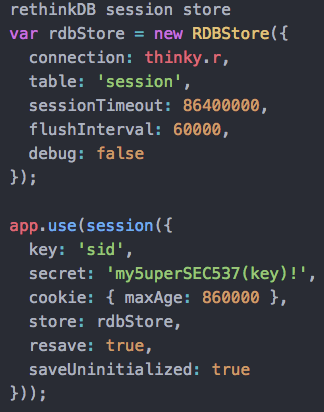 rethinkDB session store
var rdbStore = new RDBStore({
  connection: thinky.r,
  table: 'session',
  sessionTimeout: 86400000,
  flushInterval: 60000,
  debug: false
});

app.use(session({
  key: 'sid',
  secret: 'my5uperSEC537(key)!',
  cookie: { maxAge: 860000 },
  store: rdbStore,
  resave: true,
  saveUninitialized: true
}));